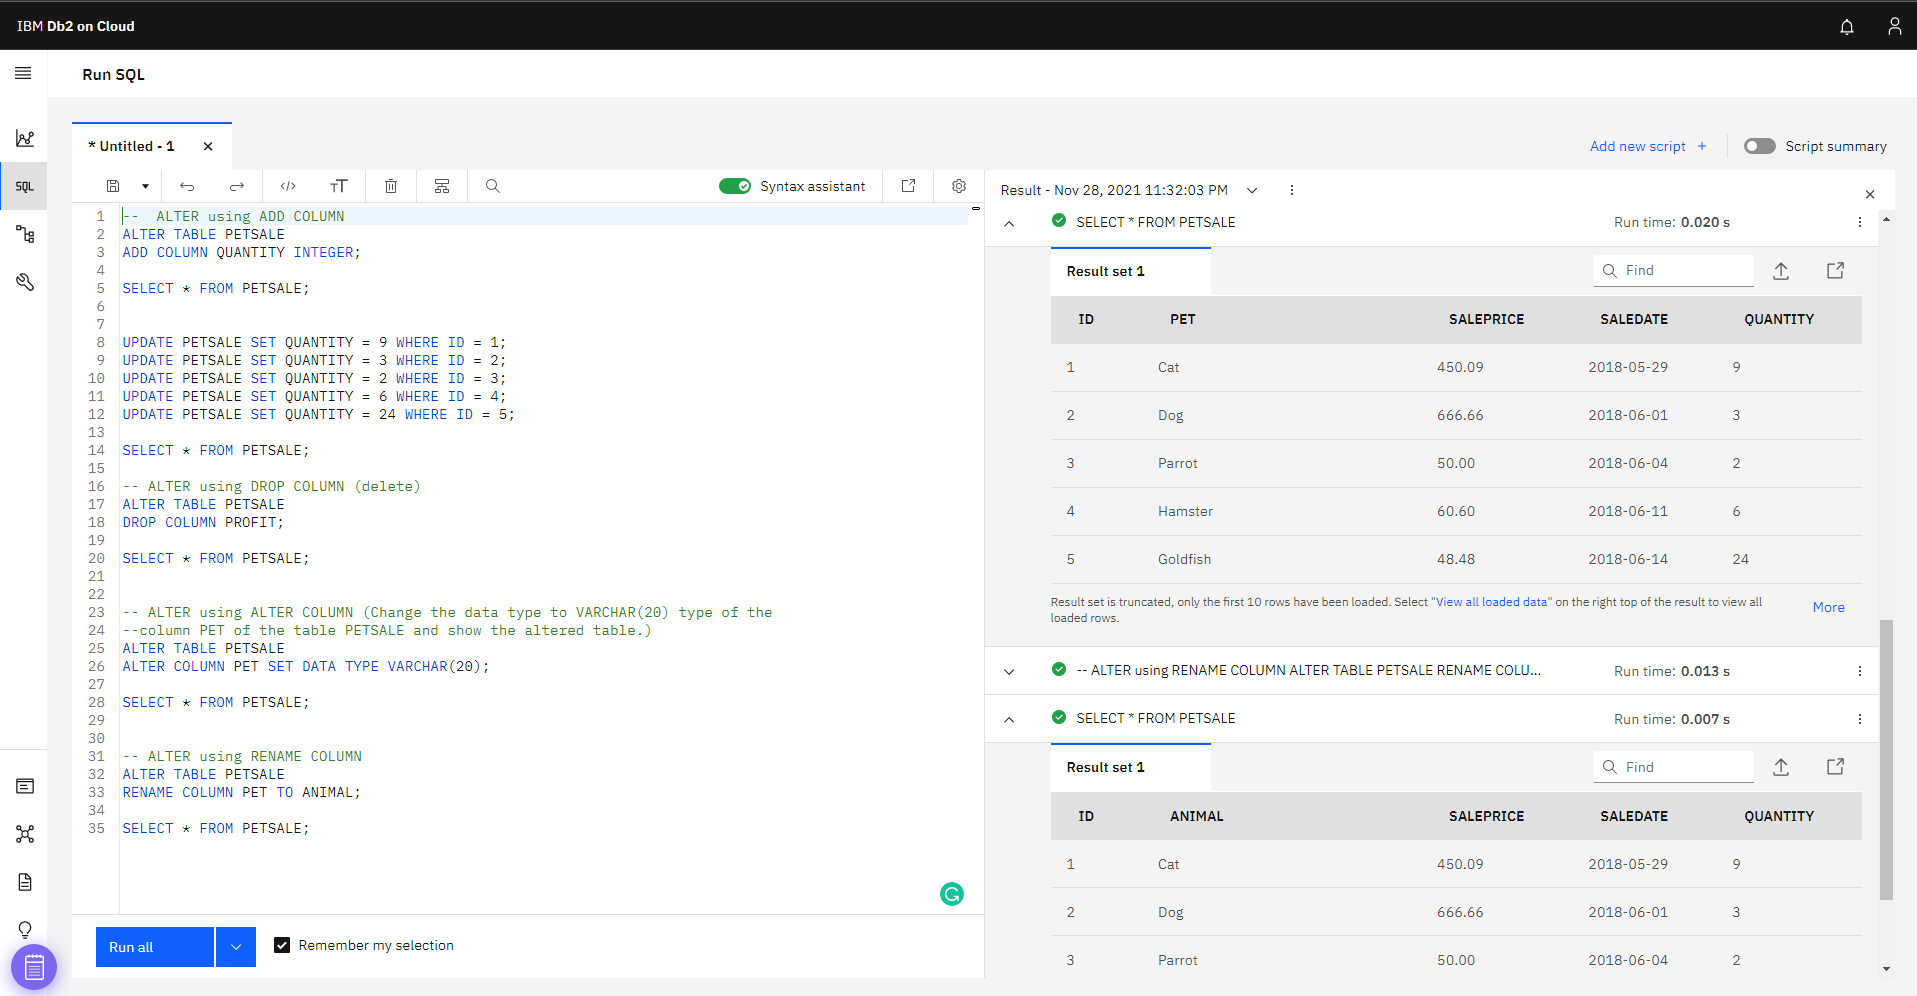 IBM Db2 on Cloud
Run SQL
* Untitled - 1
Add new script +
Script summary
SQL
Syntax assistant
1 -- ALTER using ADD COLUMN
2 ALTER TABLE PETSALE
3 ADD COLUMN QUANTITY INTEGER;
4
5 SELECT * FROM PETSALE;
6
7
8 UPDATE PETSALE SET QUANTITY = 9 WHERE ID = 1;
9 UPDATE PETSALE SET QUANTITY = 3 WHERE ID = 2;
10 UPDATE PETSALE SET QUANTITY = 2 WHERE ID = 3;
11 UPDATE PETSALE SET QUANTITY = 6 WHERE ID = 4;
12 UPDATE PETSALE SET QUANTITY = 24 WHERE ID = 5;
13
14 SELECT * FROM PETSALE;
15
16 -- ALTER using DROP COLUMN (delete)
17 ALTER TABLE PETSALE
18 DROP COLUMN PROFIT;
19
20 SELECT * FROM PETSALE;
21
22
23 -- ALTER using ALTER COLUMN (Change the data type to VARCHAR(20) type of the
24 --column PET of the table PETSALE and show the altered table.)
25 ALTER TABLE PETSALE
26 ALTER COLUMN PET SET DATA TYPE VARCHAR(20);
27
28 SELECT * FROM PETSALE;
29
30
31 -- ALTER using RENAME COLUMN
32 ALTER TABLE PETSALE
33 RENAME COLUMN PET TO ANIMAL;
34
35 SELECT * FROM PETSALE;
Run all
Remember my selection
Result - Nov 28, 2021 11:32:03 PM
SELECT * FROM PETSALE Run time: 0.020 s
Result set 1 Find
ID PET SALEPRICE SALEDATE QUANTITY
1 Cat 450.09 2018-05-29 9
2 Dog 666.66 2018-06-01 3
3 Parrot 50.00 2018-06-04 2
4 Hamster 60.60 2018-06-11 6
5 Goldfish 48.48 2018-06-14 24
Result set is truncated, only the first 10 rows have been loaded. Select "View all loaded data" on the right top of the result to view all
loaded rows.
More
-- ALTER using RENAME COLUMN ALTER TABLE PETSALE RENAME COLU... Run time: 0.013 s
SELECT * FROM PETSALE Run time: 0.007 s
Result set 1 Find
ID ANIMAL SALEPRICE SALEDATE QUANTITY
1 Cat 450.09 2018-05-29 9
2 Dog 666.66 2018-06-01 3
3 Parrot 50.00 2018-06-04 2